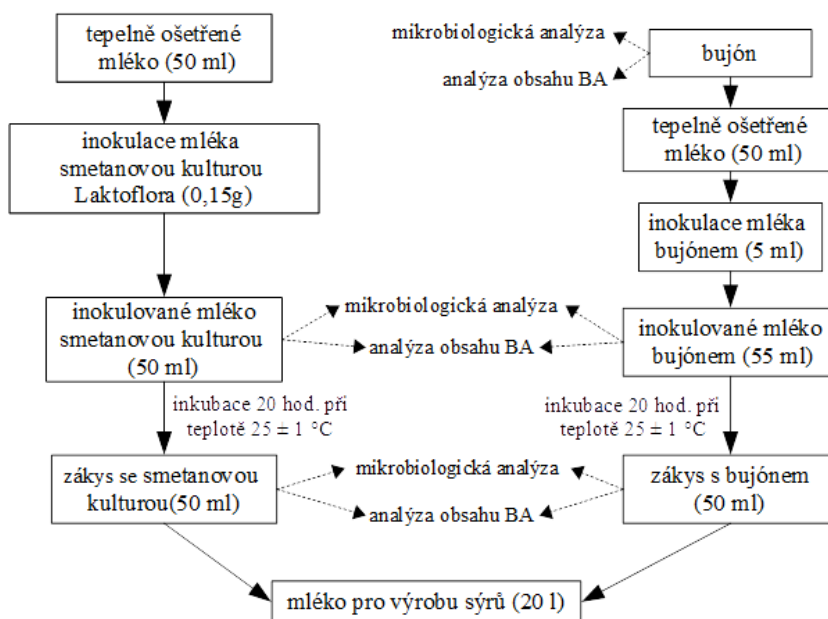 tepelně ošetřené
mléko (50 ml)
inokulace mléka
smetanovou kulturou
Laktoflora (0,15g)
inokulované mléko
smetanovou kulturou
(50 ml)
inkubace 20 hod. při
teplotě 25 ± 1 °C
zákys se smetanovou
kulturou(50 ml)
mikrobiologická analýza
analýza obsahu BA
bujón
tepelně ošetřené
mléko (50 ml)
inokulace mléka
bujónem (5 ml)
mikrobiologická analýza
analýza obsahu BA
inokulované mléko
bujónem (55 ml)
inkubace 20 hod. při
teplotě 25 ± 1 °C
mikrobiologická analýza
analýza obsahu BA
zákys s bujónem
(50 ml)
mléko pro výrobu sýrů (20 l)